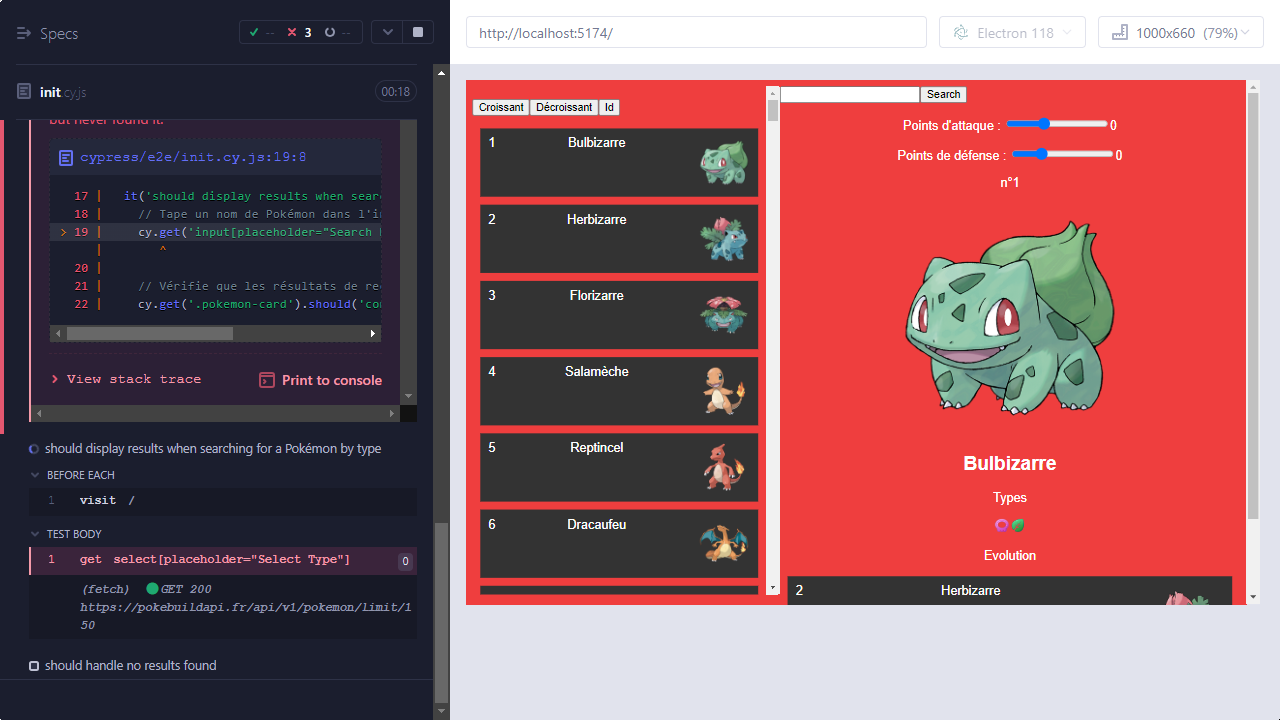 Specs
-- 3 --
init.cy.js
00:18
but never found it.
cypress/e2e/init.cy.js:19:8
17 | it('should display results when sear
18 | // Tape un nom de Pokémon dans l'i
> 19 | cy.get('input[placeholder="Search
| ^
20 |
21 | // Vérifie que les résultats de re
22 | cy.get('.pokemon-card').should('co
View stack trace
Print to console
should display results when searching for a Pokémon by type
BEFORE EACH
1 visit /
TEST BODY
1 get select[placeholder="Select Type"] 0
(fetch) GET 200
https://pokebuildapi.fr/api/v1/pokemon/limit/1
50
should handle no results found
http://localhost:5174/
Electron 118
1000x660 (79%)
Croissant Décroissant Id
1 Bulbizarre
2 Herbizarre
3 Florizarre
4 Salamèche
5 Reptincel
6 Dracaufeu
Search
Points d'attaque : 0
Points de défense : 0
n°1
Bulbizarre
Types
Evolution
2 Herbizarre